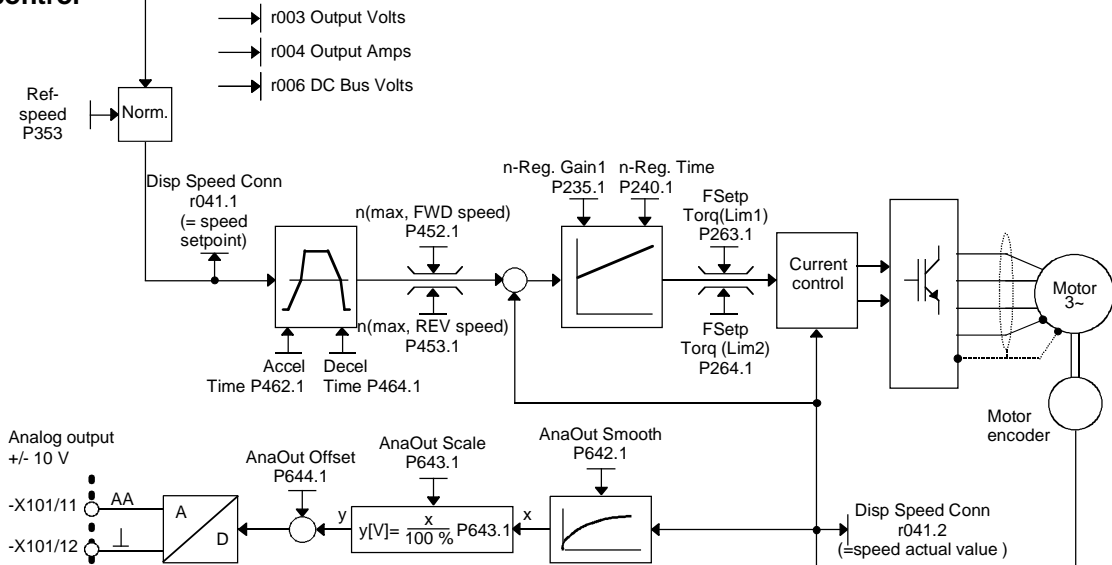 control
r003 Output Volts
r004 Output Amps
r006 DC Bus Volts
Ref-
speed
P353
Norm.
Disp Speed Conn
r041.1
(= speed
setpoint)
n(max, FWD speed)
P452.1
n(max, REV speed)
P453.1
Accel
Time P462.1
Decel
Time P464.1
n-Reg. Gain1
P235.1
n-Reg. Time
P240.1
FSetp
Torq(Lim1)
P263.1
FSetp
Torq (Lim2)
P264.1
Current
control
Motor
3~
Motor
encoder
Analog output
+/- 10 V
-X101/11
AA
-X101/12
A
D
AnaOut Offset
P644.1
y
AnaOut Scale
P643.1
y[V]= x
100 % P643.1
x
AnaOut Smooth
P642.1
Disp Speed Conn
r041.2
(=speed actual value )